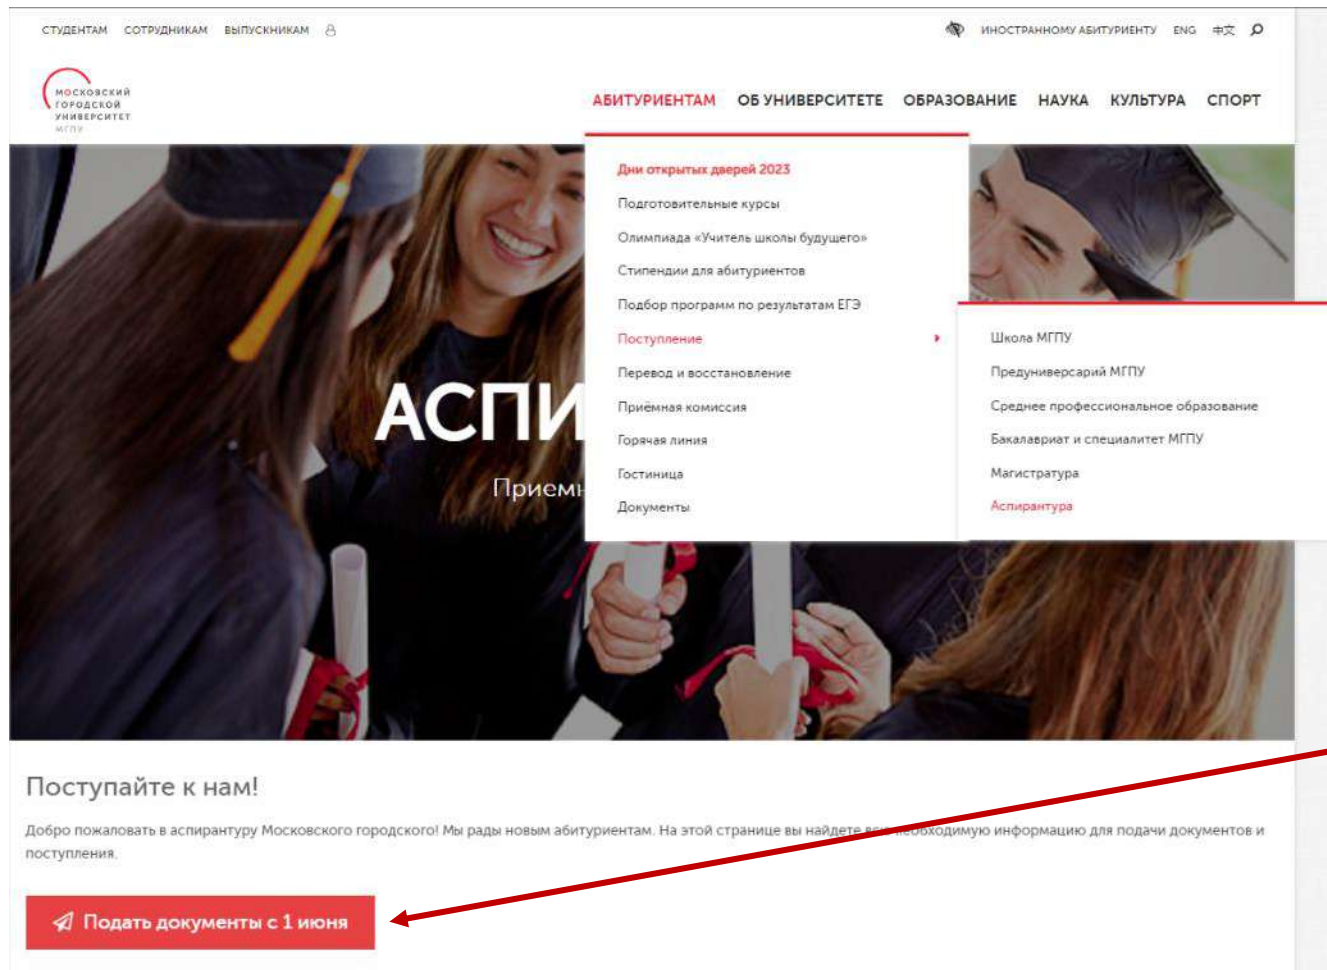 СТУДЕНТАМ СОТРУДНИКАМ ВЫПУСКНИКАМ
ИНОСТРАННОМУ АБИТУРИЕНТУ ENG 中文
МОСКОВСКИЙ
ГОРОДСКОЙ
УНИВЕРСИТЕТ
МГПУ
АБИТУРИЕНТАМ ОБ УНИВЕРСИТЕТЕ ОБРАЗОВАНИЕ НАУКА КУЛЬТУРА СПОРТ
Дни открытых дверей 2023
Подготовительные курсы
Олимпиада «Учитель школы будущего»
Стипендии для абитуриентов
Подбор программ по результатам ЕГЭ
Поступление
Перевод и восстановление
Приёмная комиссия
Горячая линия
Гостиница
Документы
Школа МГПУ
Предуниверсарий МГПУ
Среднее профессиональное образование
Бакалавриат и специалитет МГПУ
Магистратура
Аспирантура
АСПИ
Приемн
Поступайте к нам!
Добро пожаловать в аспирантуру Московского городского! Мы рады новым абитуриентам. На этой странице вы найдете всю необходимую информацию для подачи документов и
поступления.
Подать документы с 1 июня